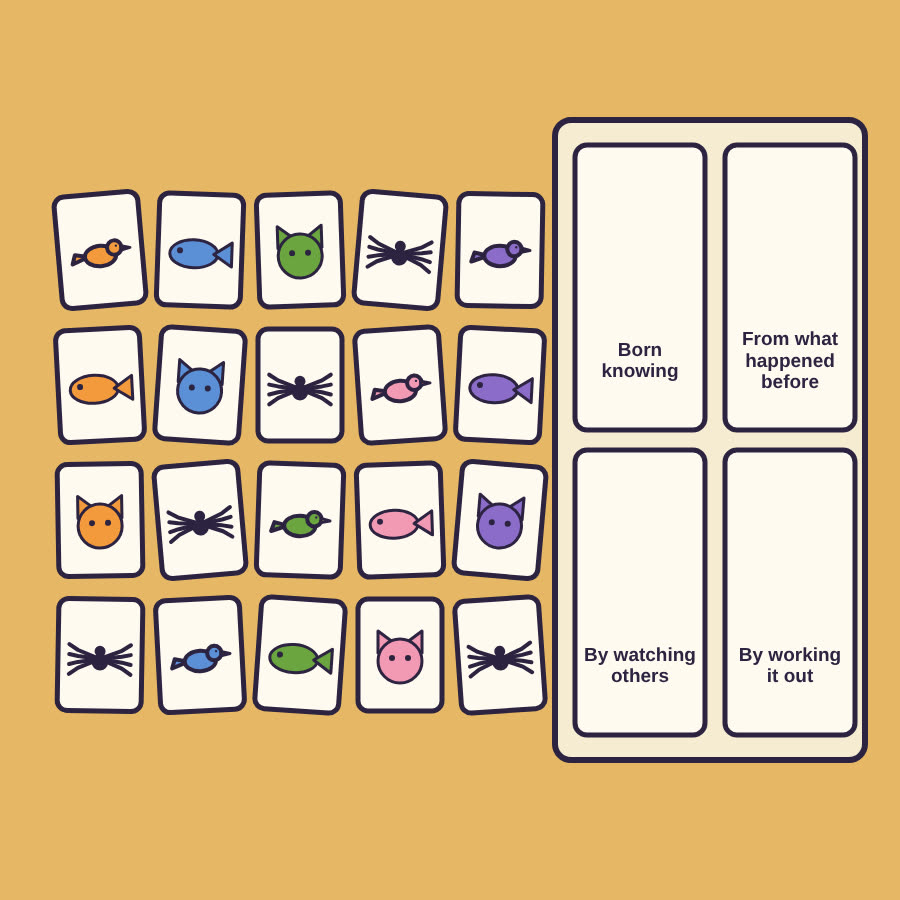 Born
knowing
From what
happened
before
By watching
others
By working
it out